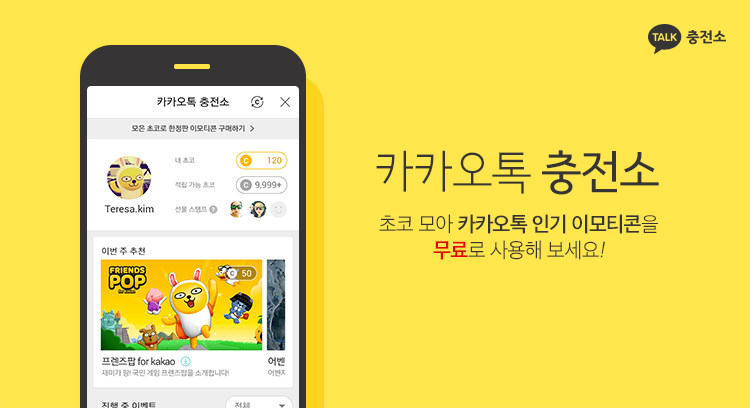 TALK 충전소
카카오톡 충전소
모은 초코로 한정판 이모티콘 구매하기 >
내 초코 C 120
적립 가능 초코 C 9,999+
Teresa.kim
선물 스탬프 ?
이번 주 추천
FRIENDS
POP
for kakao
C 50
프렌즈팝 for kakao
재미가 팡! 국민 게임 프렌즈팝을 소개합니다!
어벤
어벤져
진행 중 이벤트
전체
카카오톡 충전소
초코 모아 카카오톡 인기 이모티콘을
무료로 사용해 보세요!